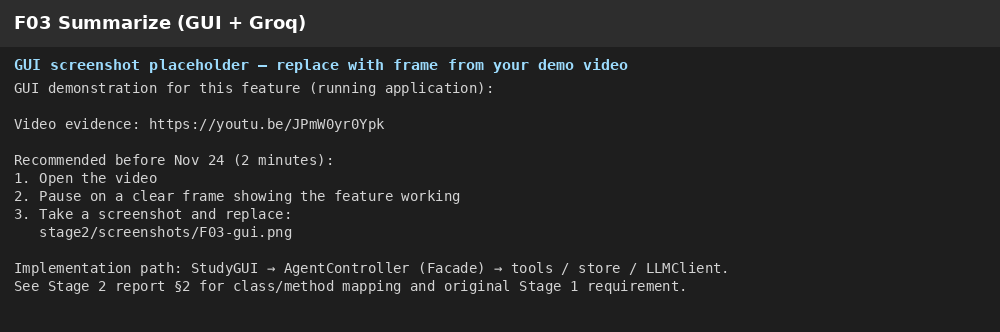 F03 Summarize (GUI + Groq)
GUI screenshot placeholder — replace with frame from your demo video
GUI demonstration for this feature (running application):
Video evidence: https://youtu.be/JPmW0yr0Ypk
Recommended before Nov 24 (2 minutes):
1. Open the video
2. Pause on a clear frame showing the feature working
3. Take a screenshot and replace:
stage2/screenshots/F03-gui.png
Implementation path: StudyGUI → AgentController (Facade) → tools / store / LLMClient.
See Stage 2 report §2 for class/method mapping and original Stage 1 requirement.